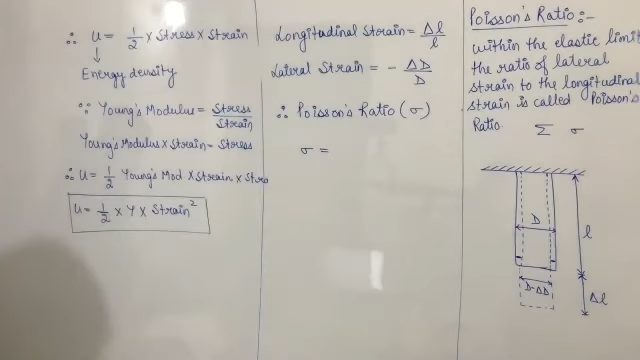 ∴ U = 1/2 × Stress × Strain
↓
Energy density
∵ Young's Modulus = Stress/Strain
Young's Modulus × Strain = Stress
∴ U = 1/2 Young's Mod × Strain × Stra
U = 1/2 × Y × Strain²
Longitudinal Strain = Δl/l
Lateral Strain = - ΔD/D
∴ Poisson's Ratio (σ)
σ =
Poisson's Ratio :-
within the elastic limit
the ratio of lateral
strain to the longitudinal
strain is called Poisson's
Ratio.
Σ σ
D
l
D-ΔD
Δl